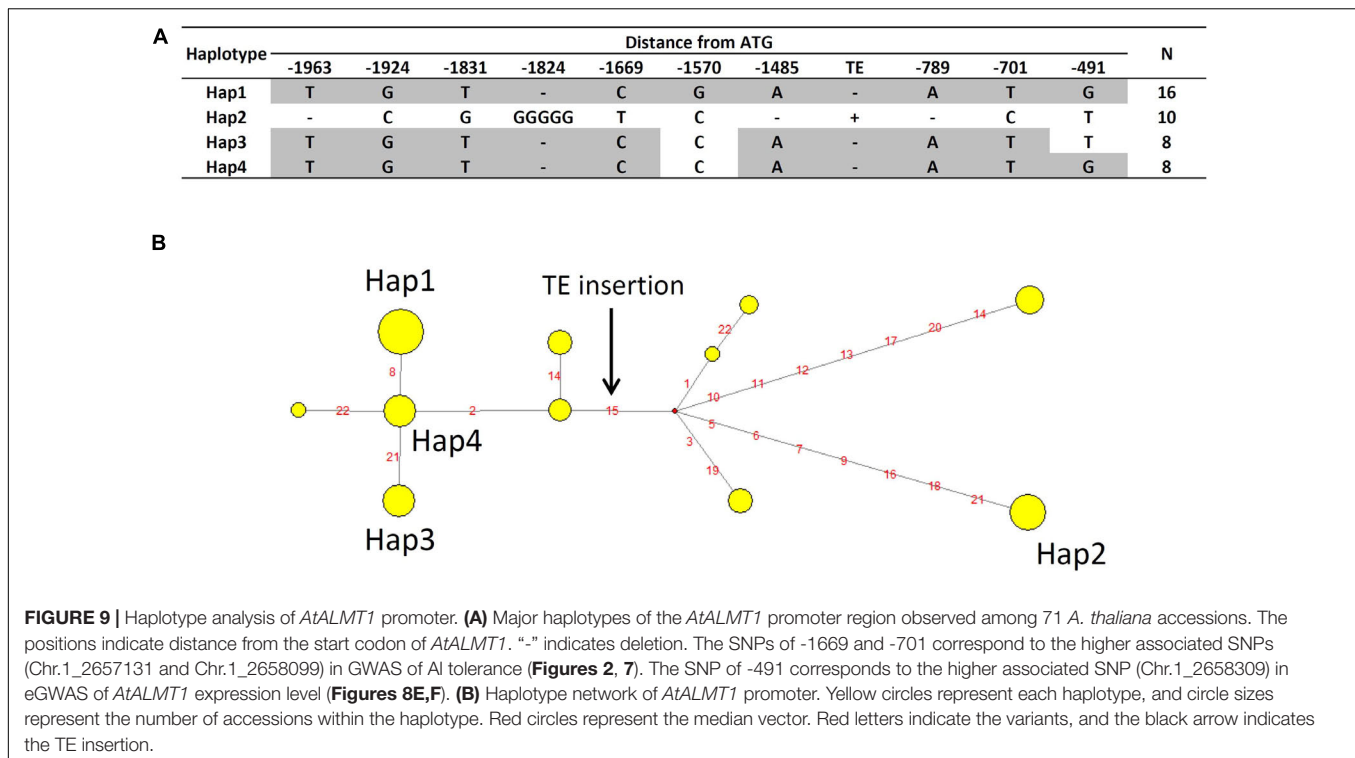 A
Haplotype Distance from ATG N
-1963 -1924 -1831 -1824 -1669 -1570 -1485 TE -789 -701 -491
Hap1 T G T - C G A - A T G 16
Hap2 - C G GGGGG T C - + - C T 10
Hap3 T G T - C C A - A T T 8
Hap4 T G T - C C A - A T G 8
B
Hap1
TE insertion
22
14
20
17
13
12
11
10
8
14
1
22
2
15
Hap4
5
6
7
9
16
18
21
21
3
19
Hap3
Hap2
FIGURE 9 | Haplotype analysis of AtALMT1 promoter. (A) Major haplotypes of the AtALMT1 promoter region observed among 71 A. thaliana accessions. The
positions indicate distance from the start codon of AtALMT1. “-” indicates deletion. The SNPs of -1669 and -701 correspond to the higher associated SNPs
(Chr.1_2657131 and Chr.1_2658099) in GWAS of Al tolerance (Figures 2, 7). The SNP of -491 corresponds to the higher associated SNP (Chr.1_2658309) in
eGWAS of AtALMT1 expression level (Figures 8E,F). (B) Haplotype network of AtALMT1 promoter. Yellow circles represent each haplotype, and circle sizes
represent the number of accessions within the haplotype. Red circles represent the median vector. Red letters indicate the variants, and the black arrow indicates
the TE insertion.